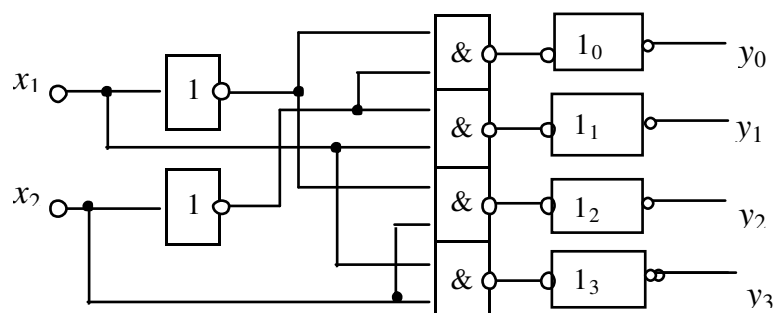 x₁ 1 & 1₀ y₀
& 1₁ y₁
x₂ 1 & 1₂ y₂
& 1₃ y₃